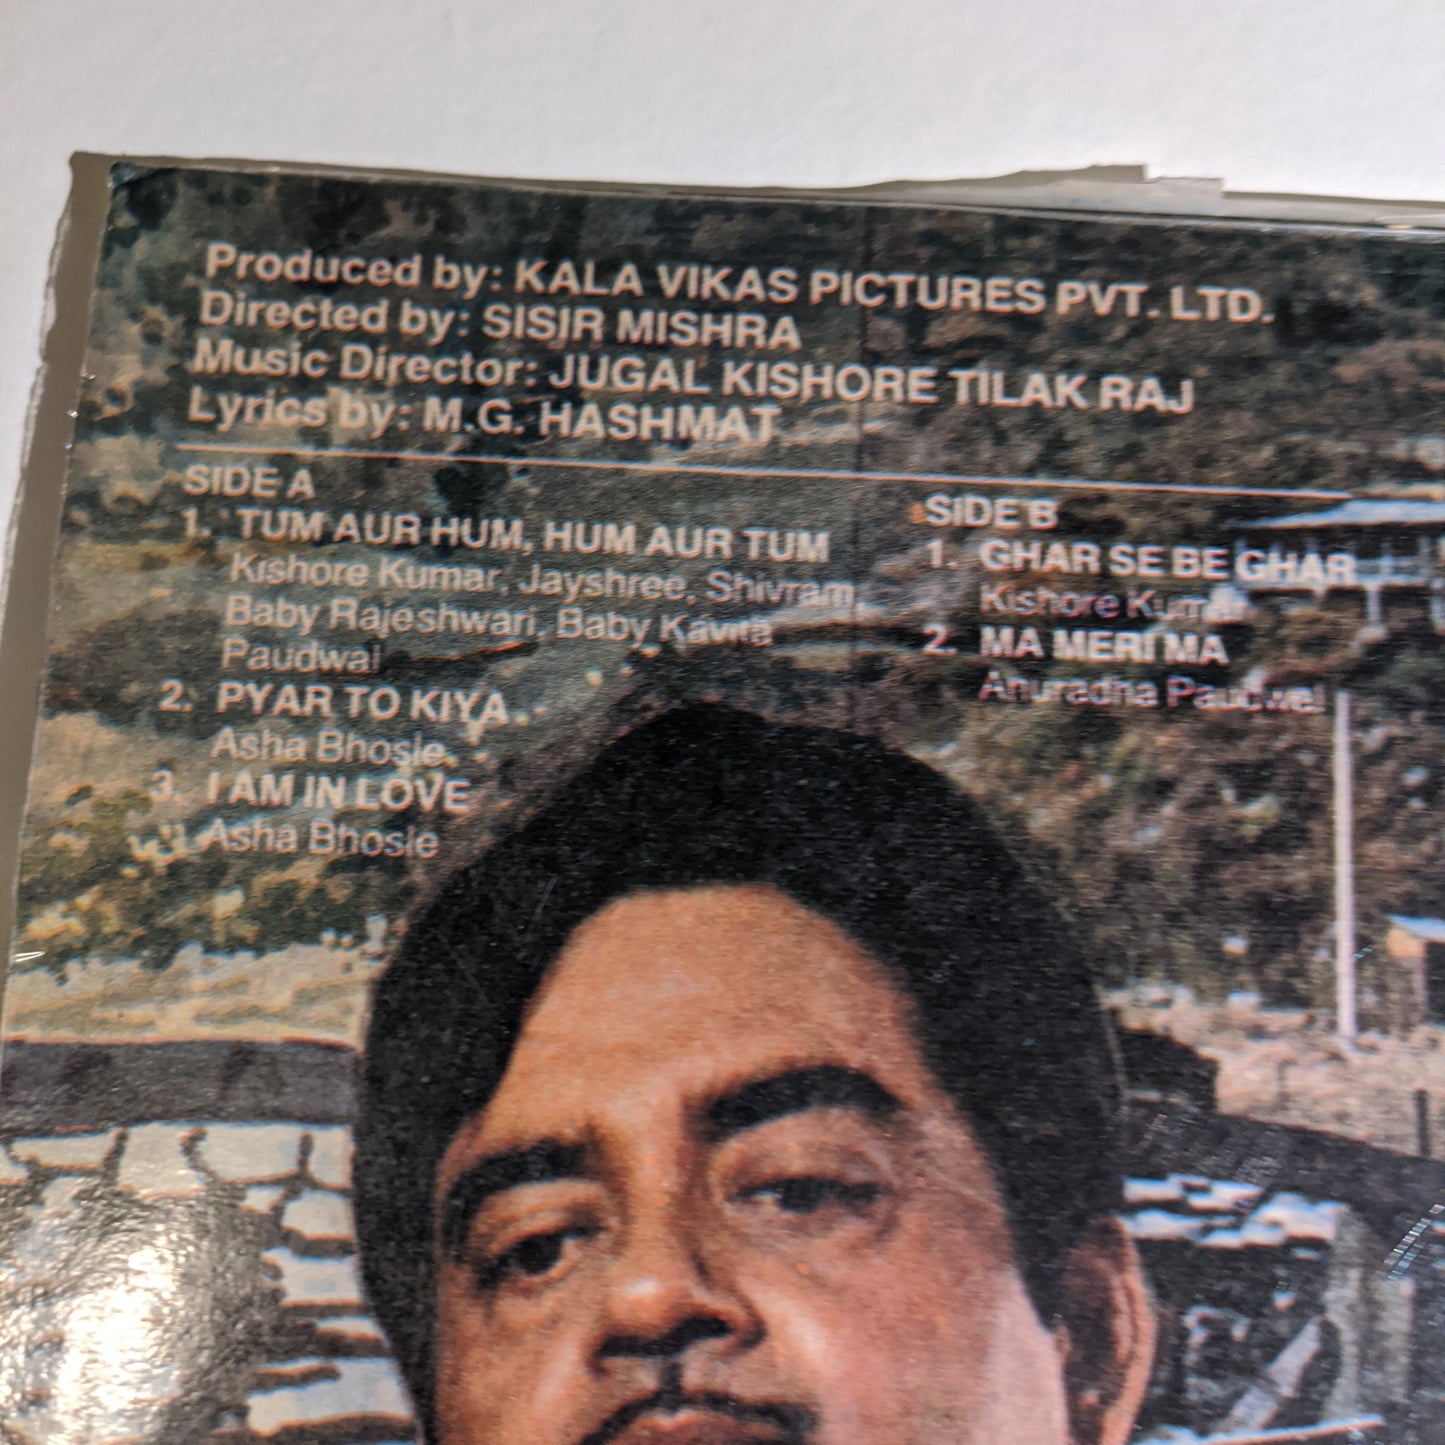 Produced by: KALA VIKAS PICTURES PVT. LTD.
Directed by: SISIR MISHRA
Music Director: JUGAL KISHORE TILAK RAJ
Lyrics by: M.G. HASHMAT
SIDE A
1. TUM AUR HUM, HUM AUR TUM
Kishore Kumar, Jayshree, Shivram,
Baby Rajeshwari, Baby Kavita
Paudwal
2. PYAR TO KIYA
Asha Bhosle
3. I AM IN LOVE
Asha Bhosle
SIDE B
1. GHAR SE BE GHAR
Kishore Kumar
2. MA MERI MA
Anuradha Paudwal